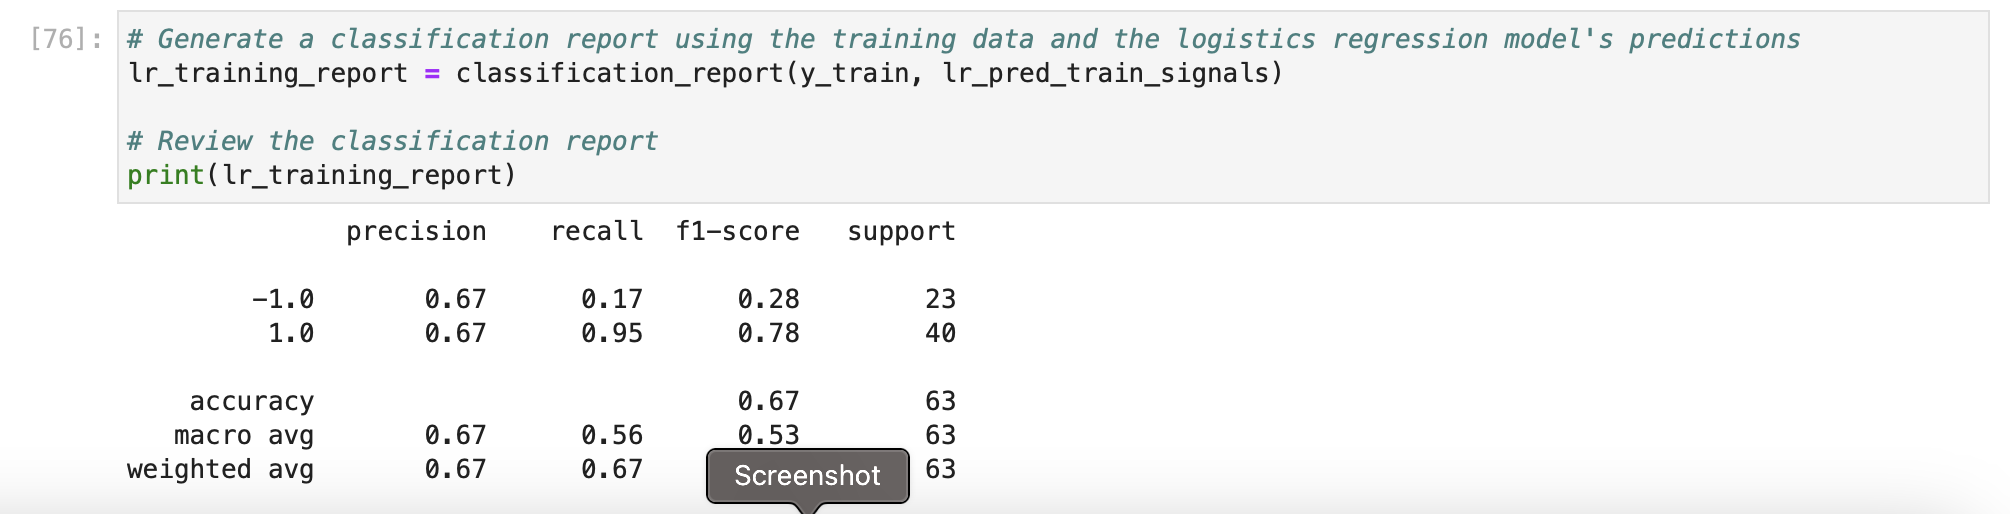 [76]: # Generate a classification report using the training data and the logistics regression model's predictions
lr_training_report = classification_report(y_train, lr_pred_train_signals)
# Review the classification report
print(lr_training_report)
precision recall f1-score support
-1.0 0.67 0.17 0.28 23
1.0 0.67 0.95 0.78 40
accuracy 0.67 63
macro avg 0.67 0.56 0.53 63
weighted avg 0.67 0.67 63
Screenshot